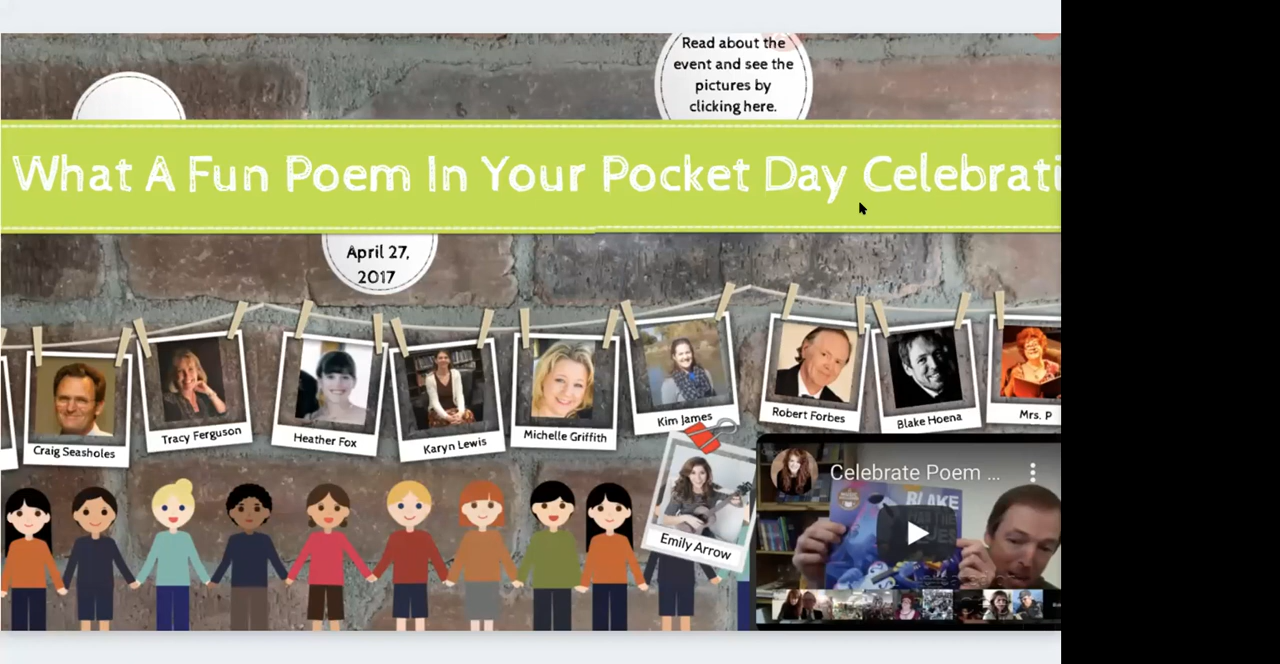 Read about the
event and see the
pictures by
clicking here.
What A Fun Poem In Your Pocket Day Celebrati
April 27,
2017
Craig Seasholes
Tracy Ferguson
Heather Fox
Karyn Lewis
Michelle Griffith
Kim James
Robert Forbes
Blake Hoena
Mrs. P
Emily Arrow
Celebrate Poem ...
BLAKE